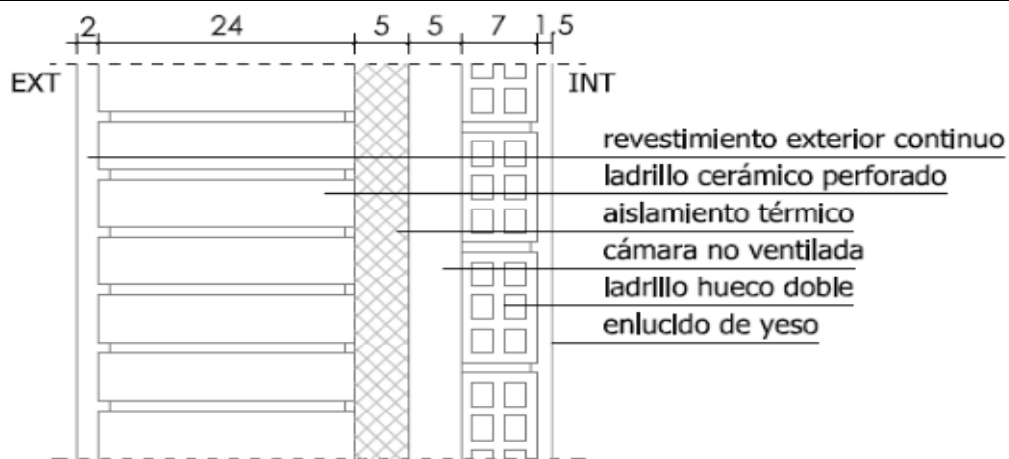 2 24 5 5 7 1.5
EXT INT
revestimiento exterior continuo
ladrillo cerámico perforado
aislamiento térmico
cámara no ventilada
ladrillo hueco doble
enlucido de yeso